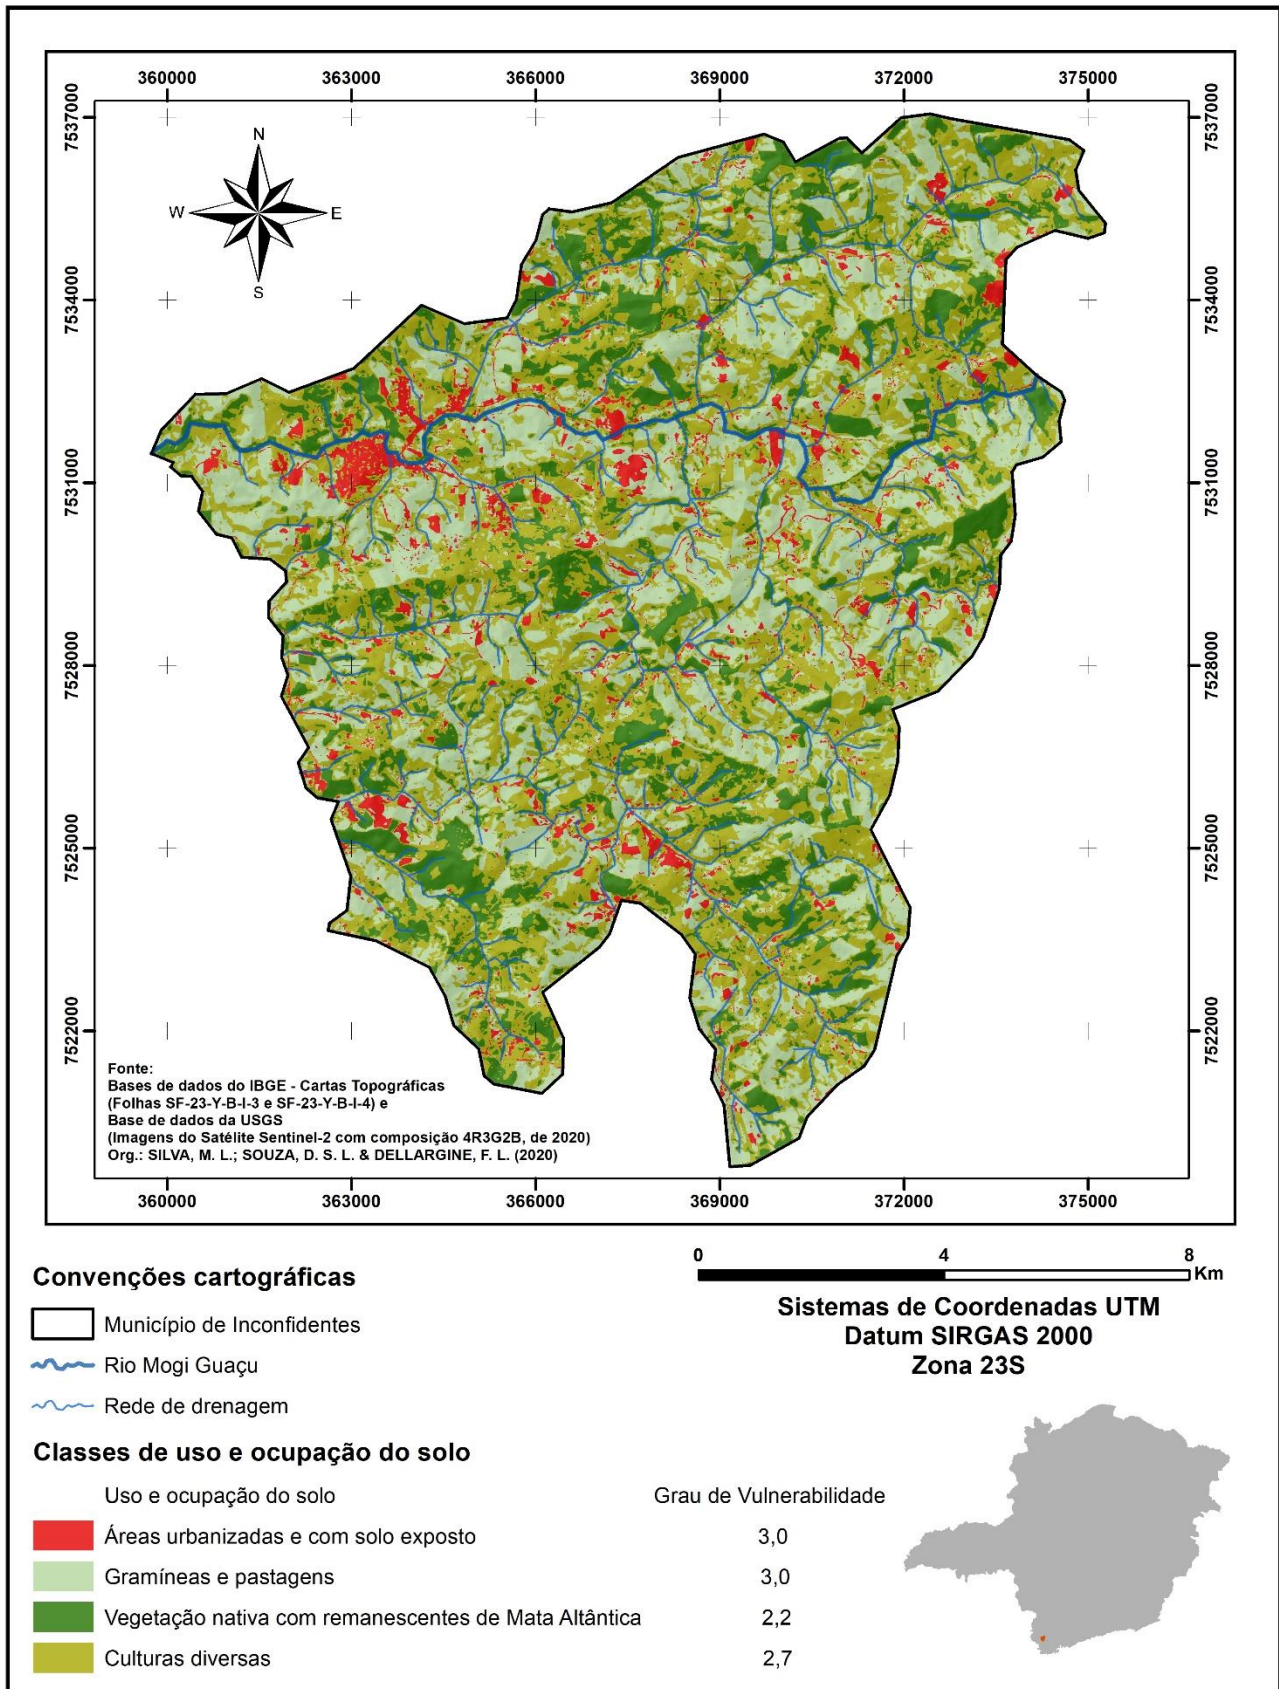 360000 363000 366000 369000 372000 375000
7537000 7537000
N
W E
S
7534000 7534000
7531000 7531000
7528000 7528000
7525000 7525000
7522000 7522000
Fonte:
Bases de dados do IBGE - Cartas Topográficas
(Folhas SF-23-Y-B-I-3 e SF-23-Y-B-I-4) e
Base de dados da USGS
(Imagens do Satélite Sentinel-2 com composição 4R3G2B, de 2020)
Org.: SILVA, M. L.; SOUZA, D. S. L. & DELLARGINE, F. L. (2020)
360000 363000 366000 369000 372000 375000
0 4 8
Km
Convenções cartográficas
Município de Inconfidentes
Rio Mogi Guaçu
Rede de drenagem
Sistemas de Coordenadas UTM
Datum SIRGAS 2000
Zona 23S
Classes de uso e ocupação do solo
Uso e ocupação do solo Grau de Vulnerabilidade
Áreas urbanizadas e com solo exposto 3,0
Gramíneas e pastagens 3,0
Vegetação nativa com remanescentes de Mata Altântica 2,2
Culturas diversas 2,7